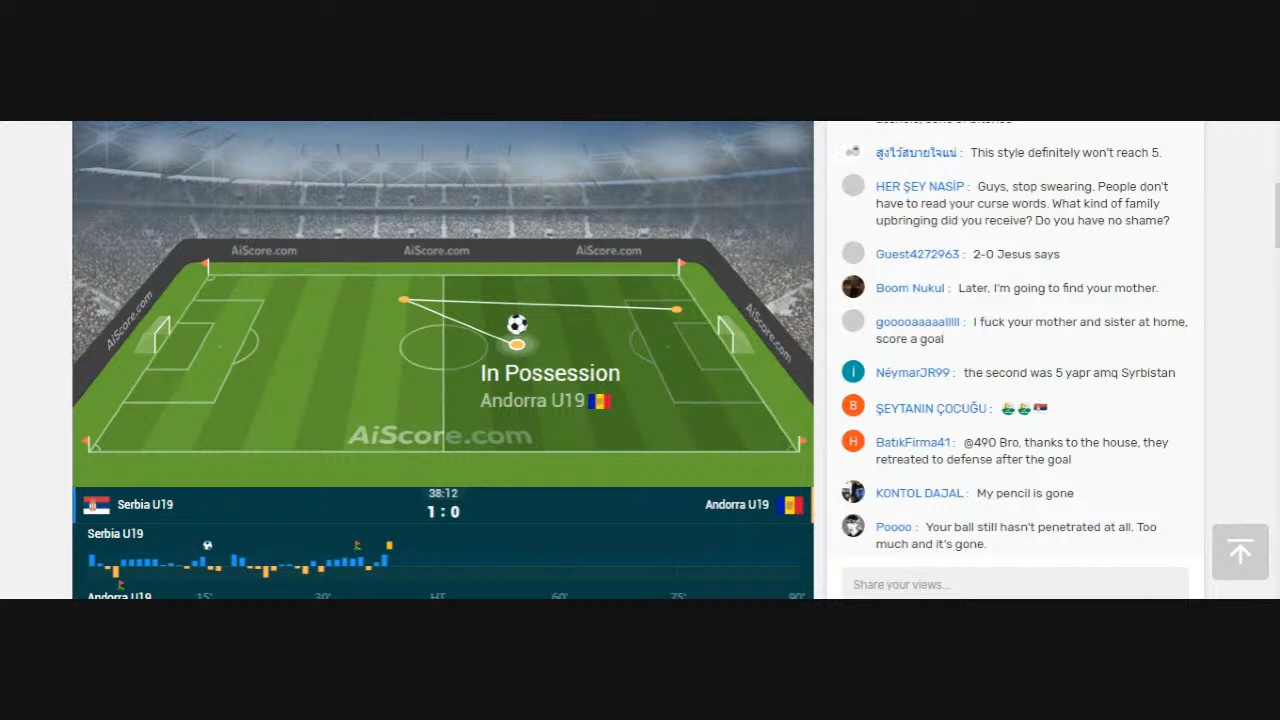 สูงไว้สบายใจแน่ : This style definitely won't reach 5.
HER ŞEY NASİP : Guys, stop swearing. People don't
have to read your curse words. What kind of family
upbringing did you receive? Do you have no shame?
Guest4272963 : 2-0 Jesus says
Boom Nukul : Later, I'm going to find your mother.
gooooaaaaalllll : I fuck your mother and sister at home,
score a goal
NéymarJR99 : the second was 5 yapr amq Syrbistan
ŞEYTANIN ÇOCUĞU :
BatıkFirma41 : @490 Bro, thanks to the house, they
retreated to defense after the goal
KONTOL DAJAL : My pencil is gone
Poooo : Your ball still hasn't penetrated at all. Too
much and it's gone.
Share your views...
AiScore.com AiScore.com AiScore.com
AiScore.com
AiScore.com
In Possession
Andorra U19
AiScore.com
Serbia U19
38:12
1 : 0
Andorra U19
Serbia U19
Andorra U19 15' 30' HT 60' 75' 90'
B
H
i